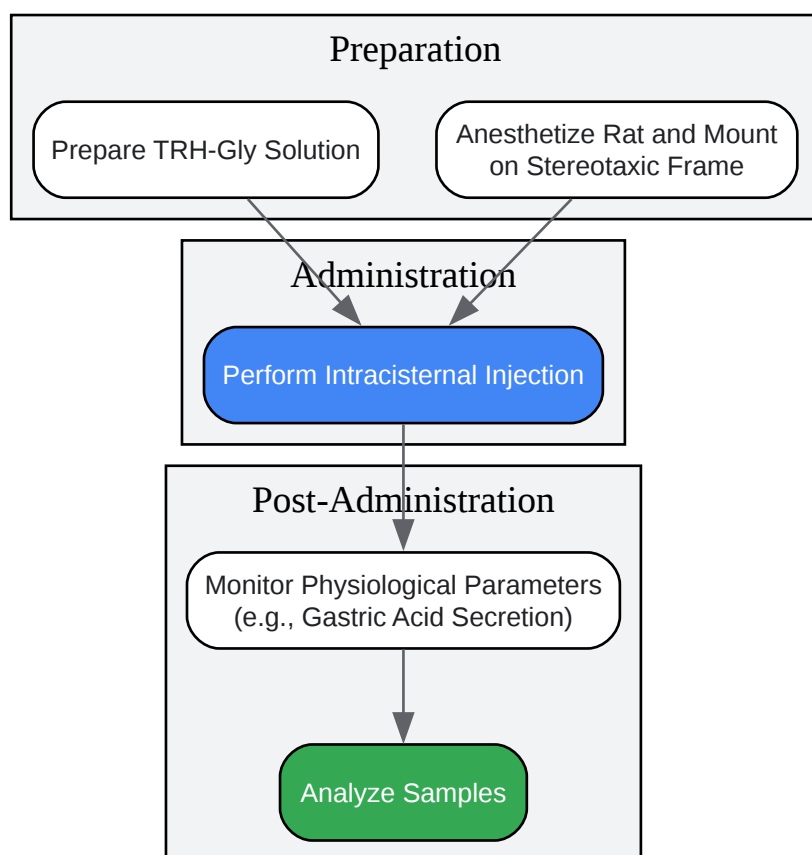 Preparation
Prepare TRH-Gly Solution
Anesthetize Rat and Mount
on Stereotaxic Frame
Administration
Perform Intracisternal Injection
Post-Administration
Monitor Physiological Parameters
(e.g., Gastric Acid Secretion)
Analyze Samples